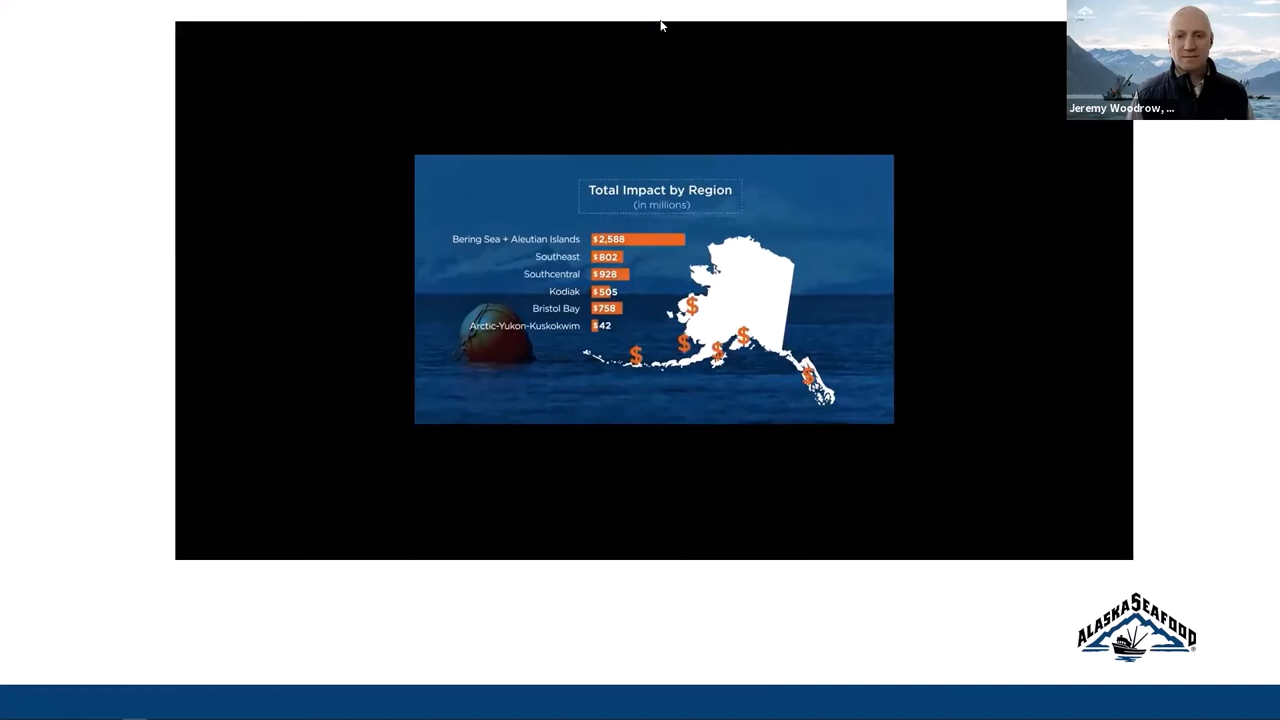 Jeremy Woodrow, ...
Total Impact by Region
(in millions)
Bering Sea + Aleutian Islands $2,588
Southeast $802
Southcentral $928
Kodiak $505
Bristol Bay $758
Arctic-Yukon-Kuskokwim $42
$
$
$
$
$
$
ALASKA SEAFOOD
®